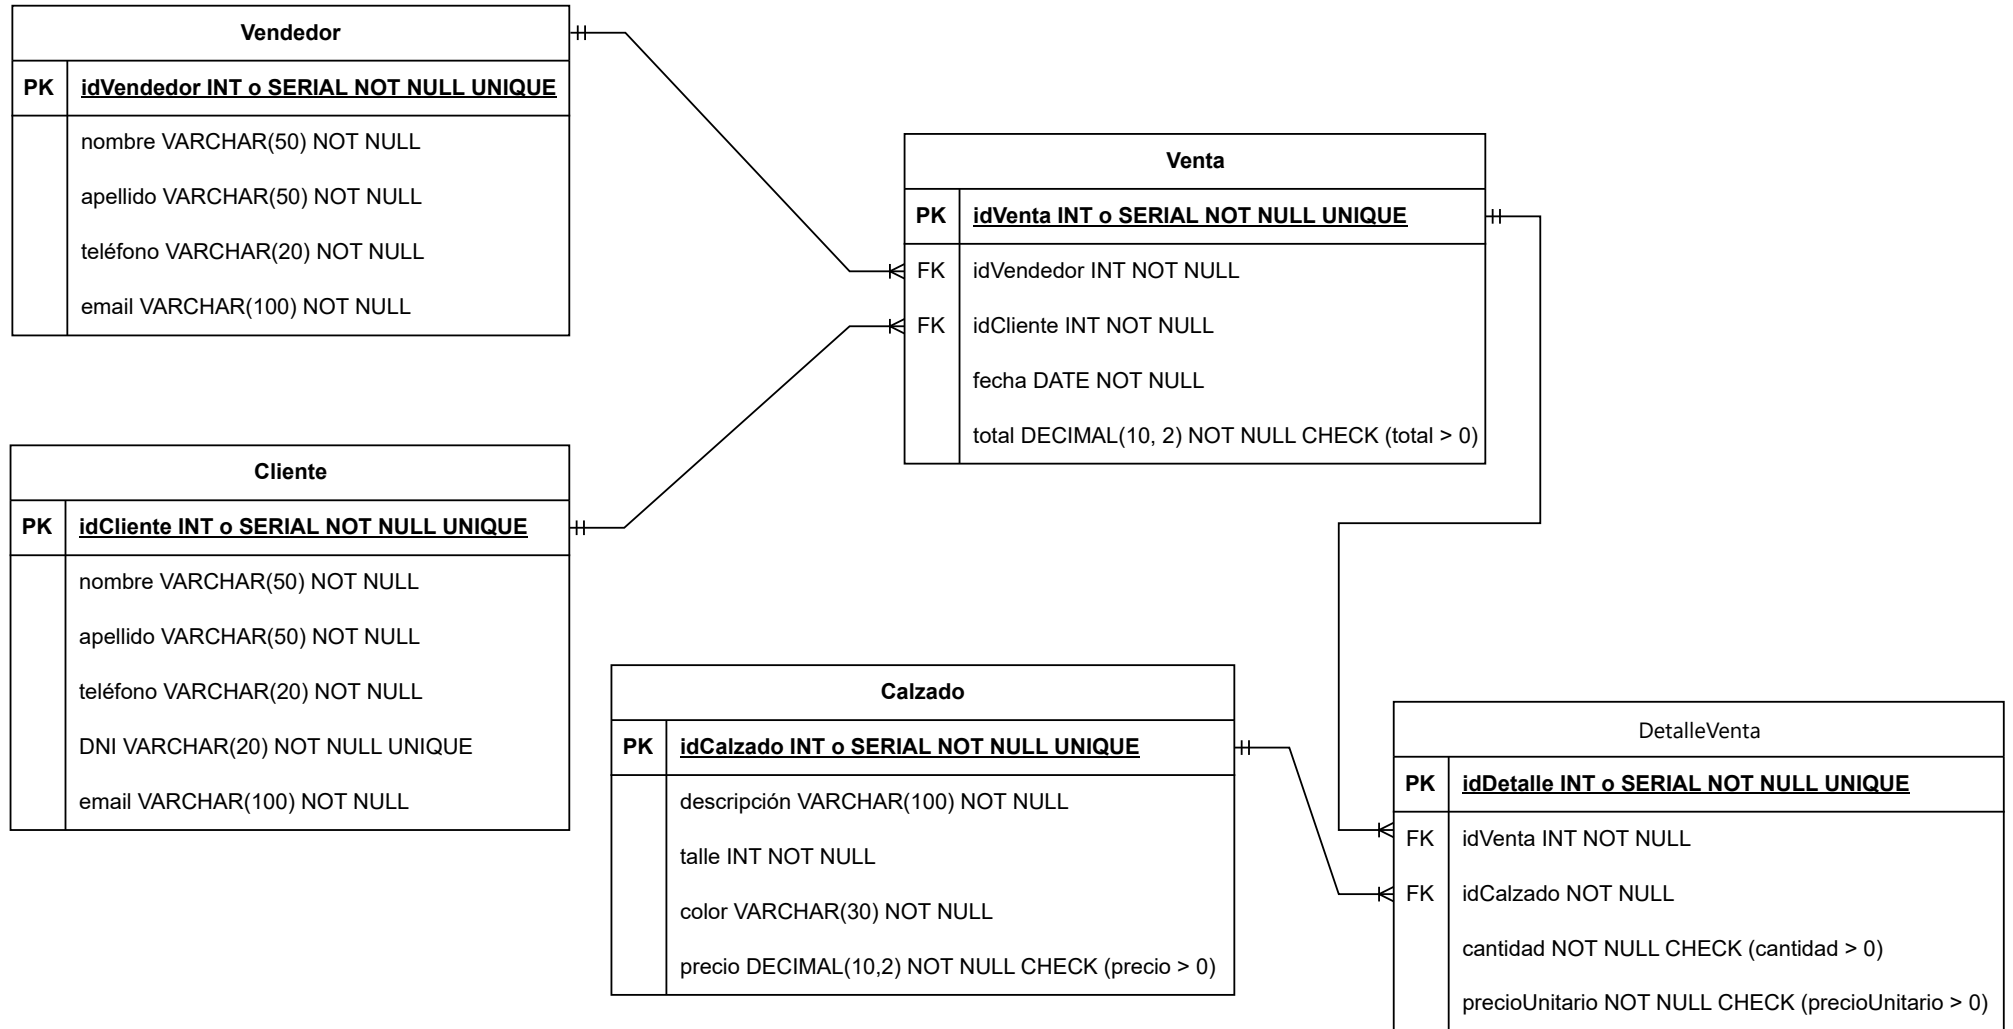 Vendedor
PK idVendedor INT o SERIAL NOT NULL UNIQUE
nombre VARCHAR(50) NOT NULL
apellido VARCHAR(50) NOT NULL
teléfono VARCHAR(20) NOT NULL
email VARCHAR(100) NOT NULL
Venta
PK idVenta INT o SERIAL NOT NULL UNIQUE
FK idVendedor INT NOT NULL
FK idCliente INT NOT NULL
fecha DATE NOT NULL
total DECIMAL(10, 2) NOT NULL CHECK (total > 0)
Cliente
PK idCliente INT o SERIAL NOT NULL UNIQUE
nombre VARCHAR(50) NOT NULL
apellido VARCHAR(50) NOT NULL
teléfono VARCHAR(20) NOT NULL
DNI VARCHAR(20) NOT NULL UNIQUE
email VARCHAR(100) NOT NULL
Calzado
PK idCalzado INT o SERIAL NOT NULL UNIQUE
descripción VARCHAR(100) NOT NULL
talle INT NOT NULL
color VARCHAR(30) NOT NULL
precio DECIMAL(10,2) NOT NULL CHECK (precio > 0)
DetalleVenta
PK idDetalle INT o SERIAL NOT NULL UNIQUE
FK idVenta INT NOT NULL
FK idCalzado NOT NULL
cantidad NOT NULL CHECK (cantidad > 0)
precioUnitario NOT NULL CHECK (precioUnitario > 0)